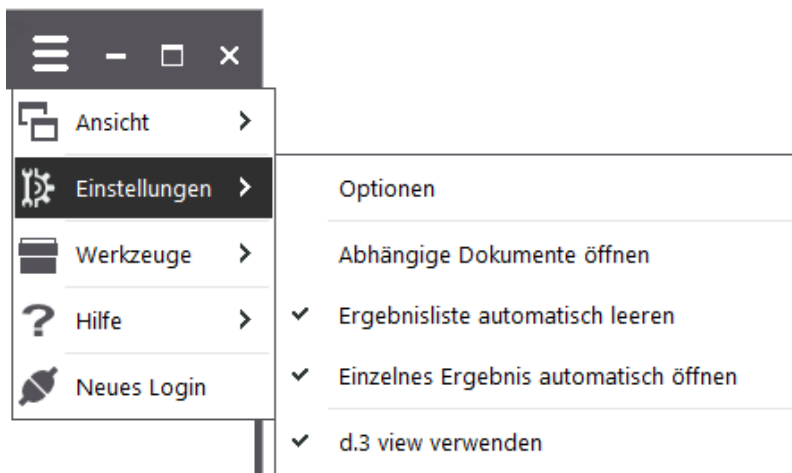 Ansicht
Einstellungen
Optionen
Werkzeuge
Abhängige Dokumente öffnen
Hilfe
Ergebnisliste automatisch leeren
Neues Login
Einzelnes Ergebnis automatisch öffnen
d.3 view verwenden